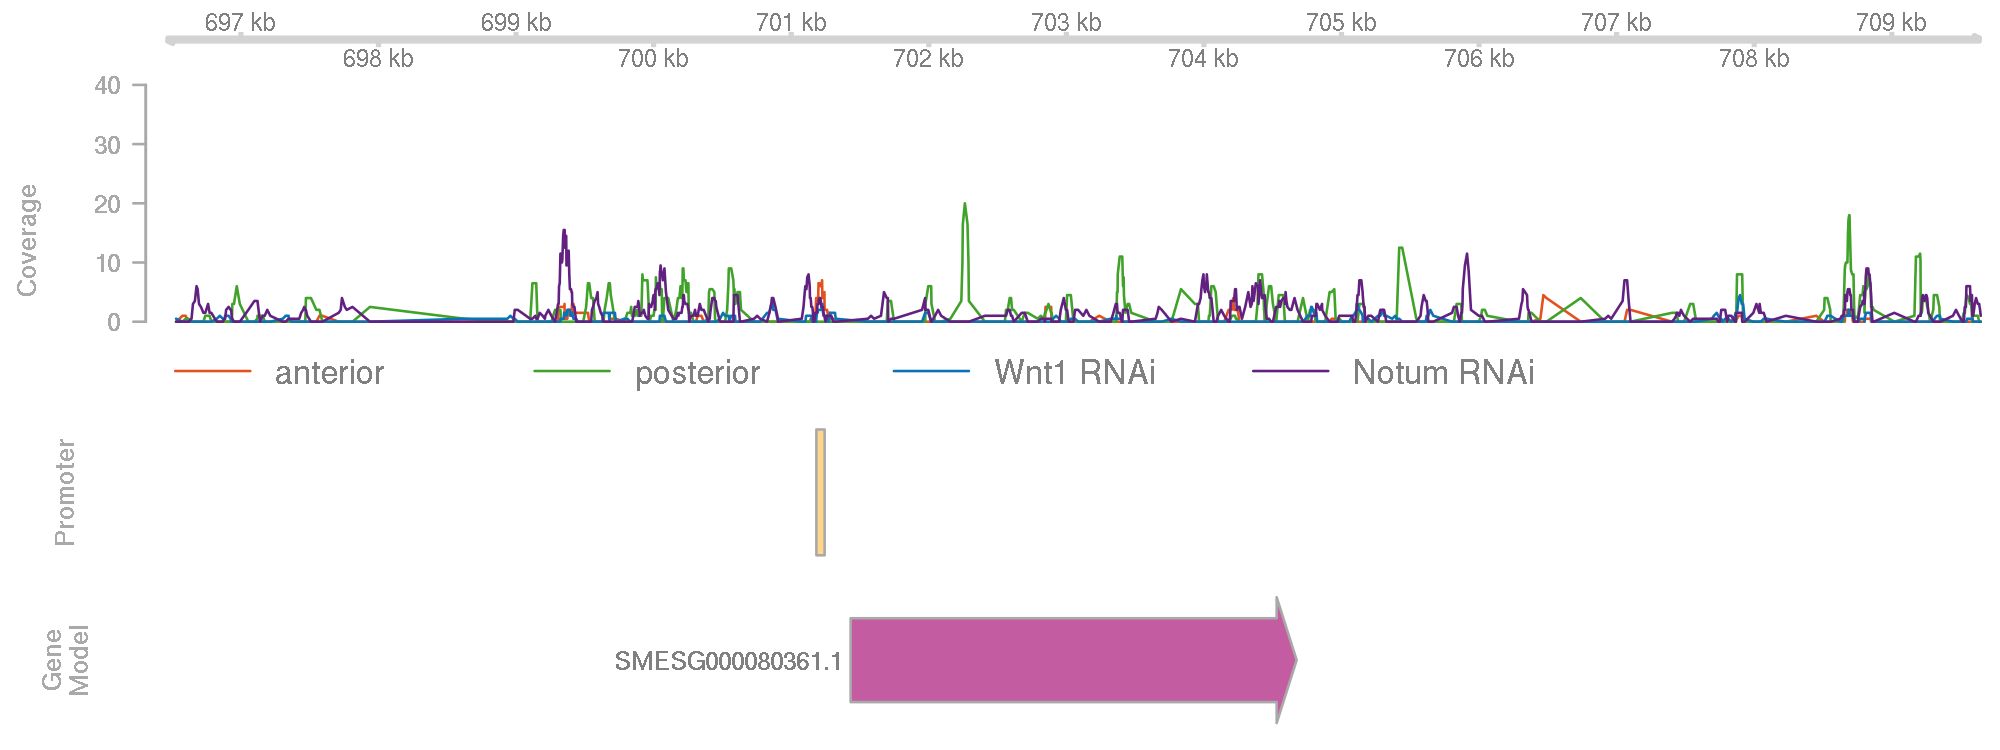 697 kb 699 kb 701 kb 703 kb 705 kb 707 kb 709 kb
698 kb 700 kb 702 kb 704 kb 706 kb 708 kb
40
30
20
10
0
Coverage
anterior posterior Wnt1 RNAi Notum RNAi
Promoter
Gene
Model
SMESG000080361.1